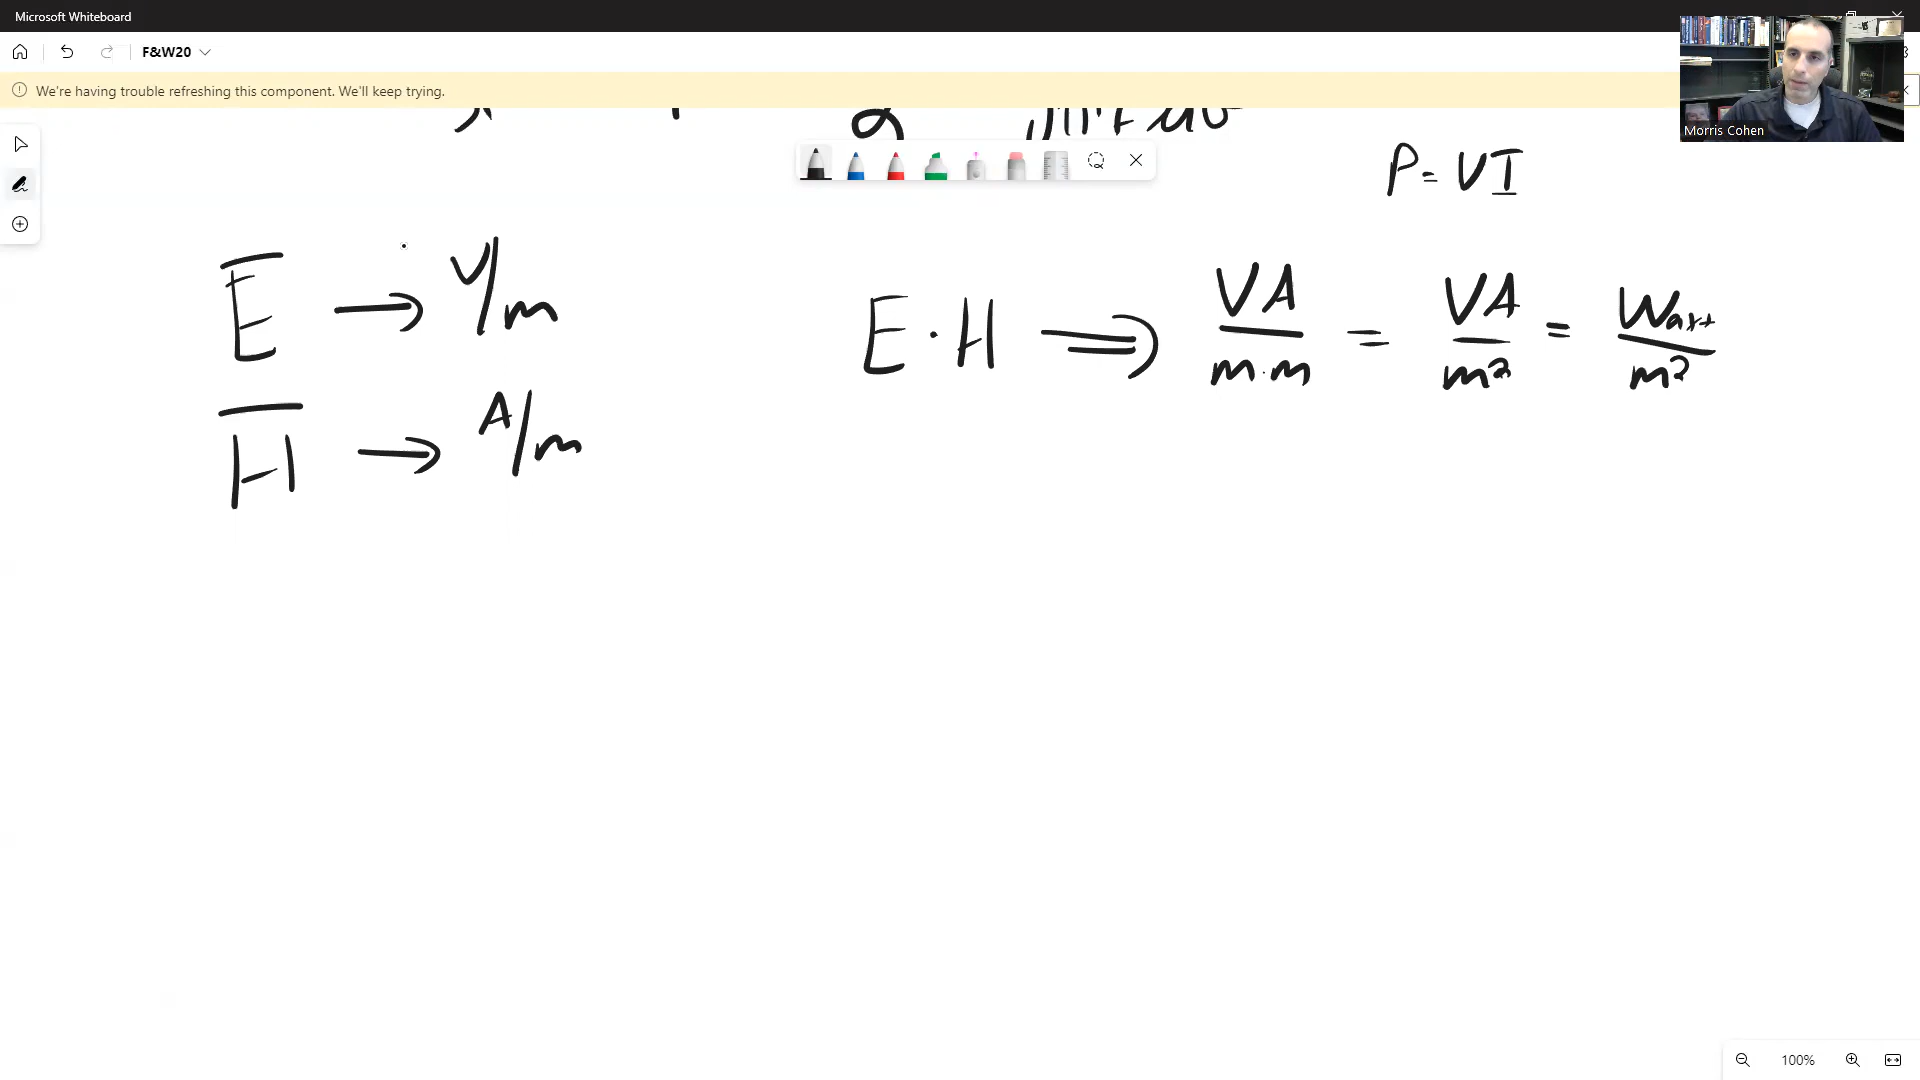 Microsoft Whiteboard
F&W20
We're having trouble refreshing this component. We'll keep trying.
Morris Cohen
P = VI
E → V/m
E · H ⟹ VA/m·m = VA/m² = Watt/m²
H → A/m
100%